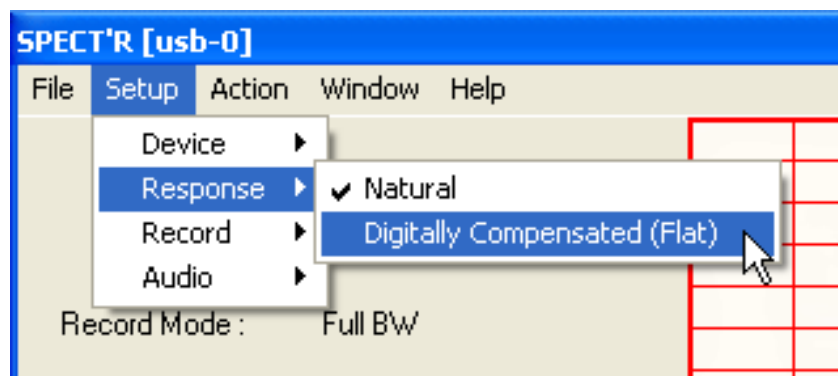 SPECT'R [usb-0]
File Setup Action Window Help
Device
Response
Natural
Record
Digitally Compensated (Flat)
Audio
Record Mode : Full BW